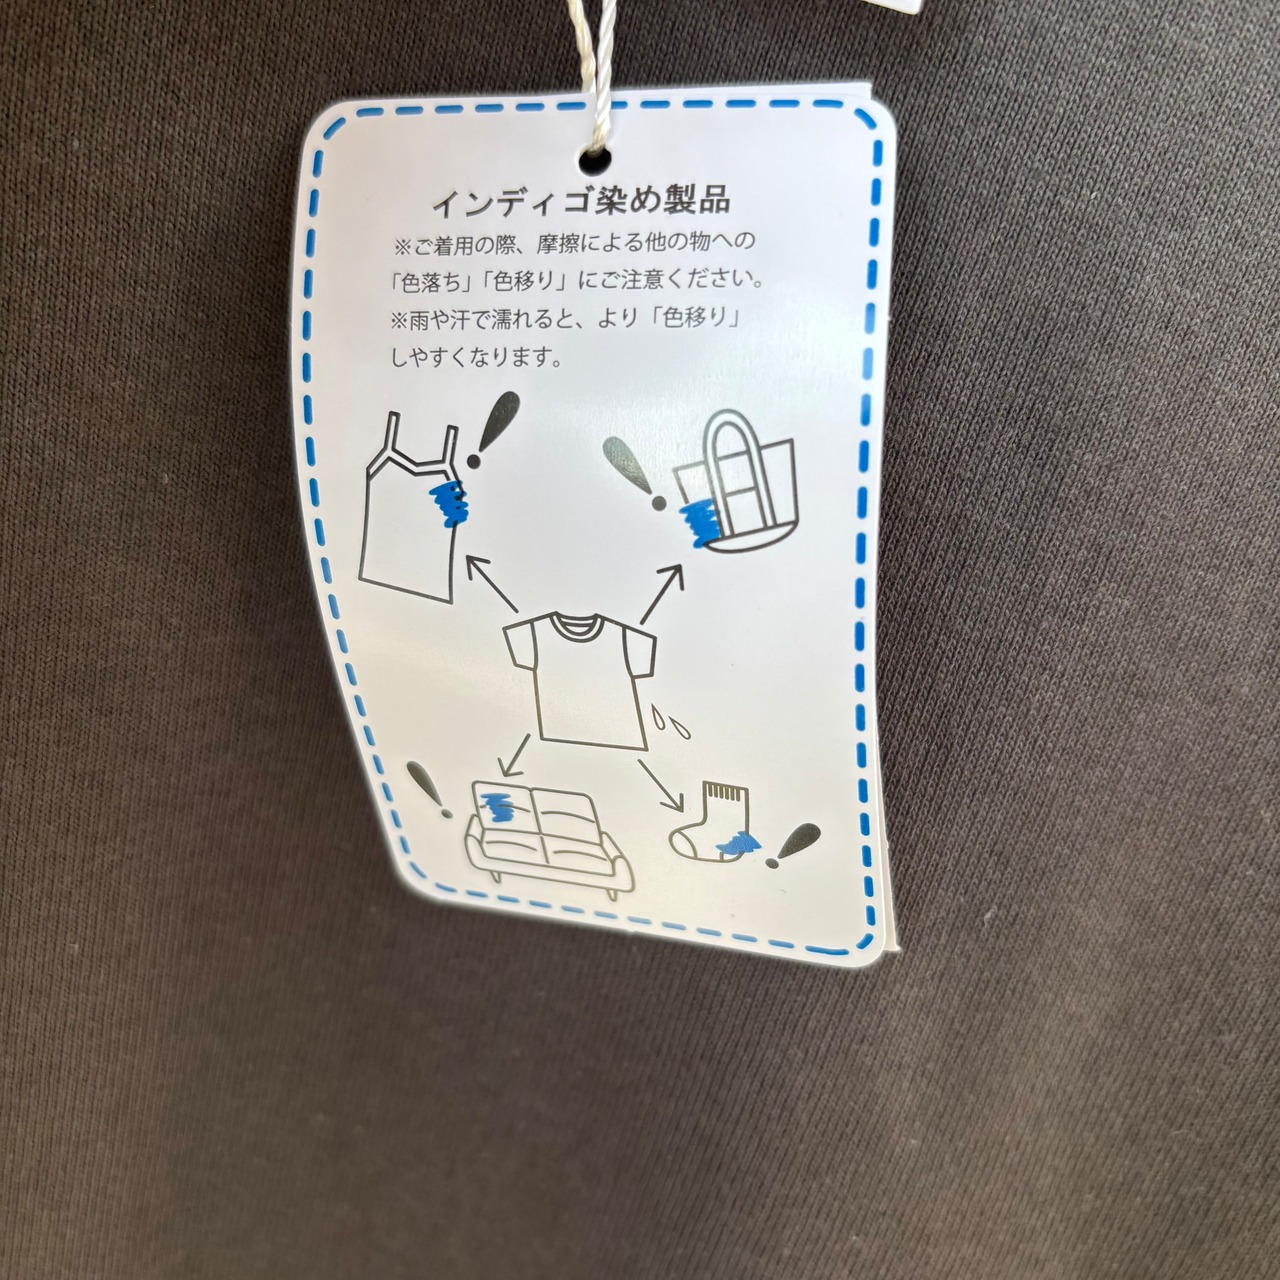 インディゴ染め製品
※ご着用の際、摩擦による他の物への
「色落ち」「色移り」にご注意ください。
※雨や汗で濡れると、より「色移り」
しやすくなります。